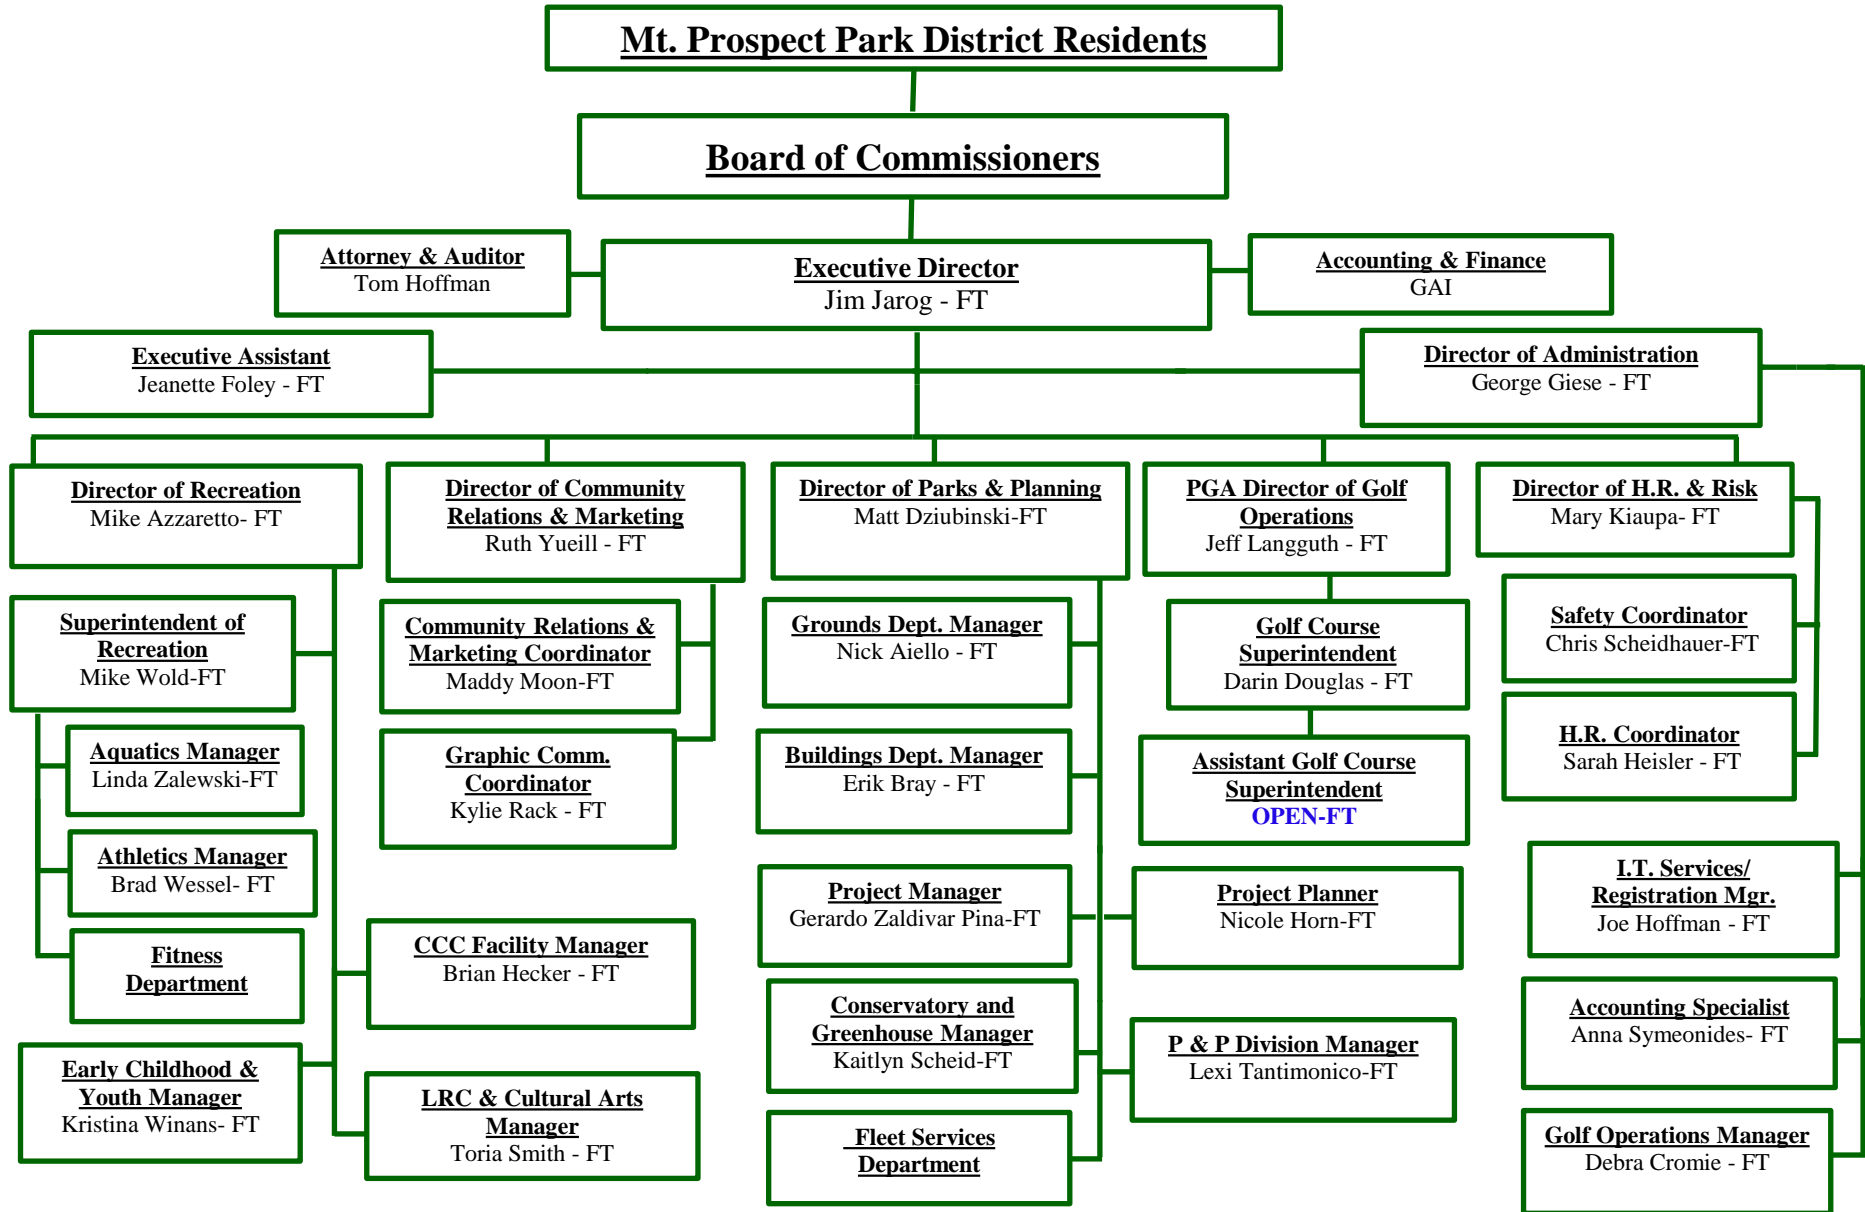 Mt. Prospect Park District Residents
Board of Commissioners
Attorney & Auditor
Tom Hoffman
Executive Director
Jim Jarog - FT
Accounting & Finance
GAI
Executive Assistant
Jeanette Foley - FT
Director of Administration
George Giese - FT
Director of Recreation
Mike Azzaretto- FT
Director of Community
Relations & Marketing
Ruth Yueill - FT
Director of Parks & Planning
Matt Dziubinski-FT
PGA Director of Golf
Operations
Jeff Langguth - FT
Director of H.R. & Risk
Mary Kiaupa- FT
Superintendent of
Recreation
Mike Wold-FT
Community Relations &
Marketing Coordinator
Maddy Moon-FT
Grounds Dept. Manager
Nick Aiello - FT
Golf Course
Superintendent
Darin Douglas - FT
Safety Coordinator
Chris Scheidhauer-FT
Aquatics Manager
Linda Zalewski-FT
Graphic Comm.
Coordinator
Kylie Rack - FT
Buildings Dept. Manager
Erik Bray - FT
Assistant Golf Course
Superintendent
OPEN-FT
H.R. Coordinator
Sarah Heisler - FT
Athletics Manager
Brad Wessel- FT
Project Manager
Gerardo Zaldivar Pina-FT
Project Planner
Nicole Horn-FT
I.T. Services/
Registration Mgr.
Joe Hoffman - FT
Fitness
Department
CCC Facility Manager
Brian Hecker - FT
Conservatory and
Greenhouse Manager
Kaitlyn Scheid-FT
P & P Division Manager
Lexi Tantimonico-FT
Accounting Specialist
Anna Symeonides- FT
Early Childhood &
Youth Manager
Kristina Winans- FT
LRC & Cultural Arts
Manager
Toria Smith - FT
Fleet Services
Department
Golf Operations Manager
Debra Cromie - FT